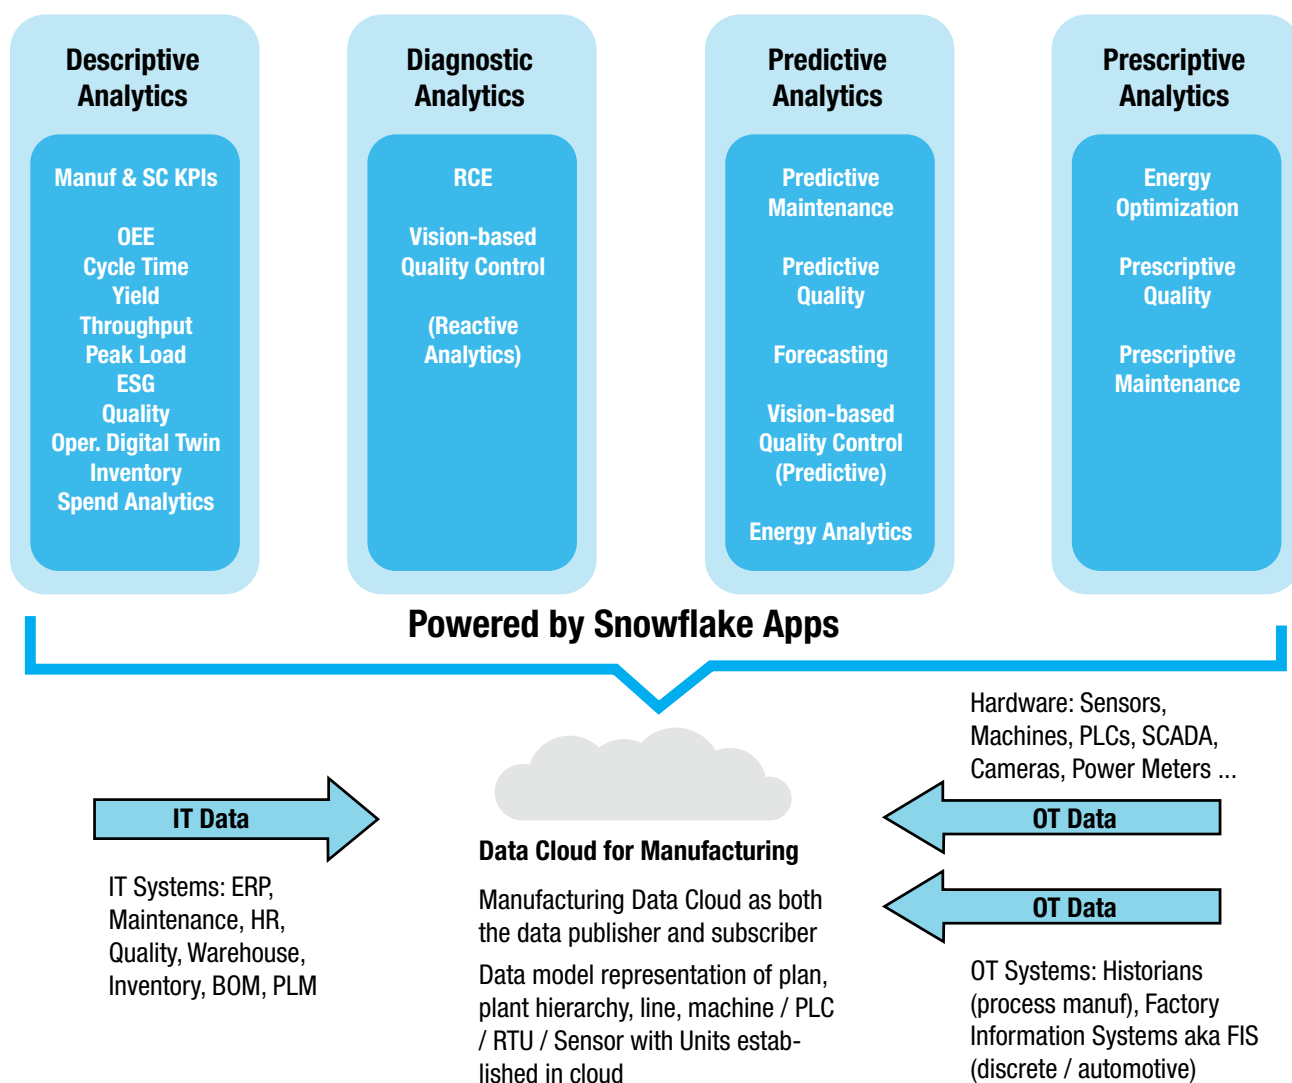 Descriptive
Analytics
Manuf & SC KPIs
OEE
Cycle Time
Yield
Throughput
Peak Load
ESG
Quality
Oper. Digital Twin
Inventory
Spend Analytics
Diagnostic
Analytics
RCE
Vision-based
Quality Control
(Reactive
Analytics)
Predictive
Analytics
Predictive
Maintenance
Predictive
Quality
Forecasting
Vision-based
Quality Control
(Predictive)
Energy Analytics
Prescriptive
Analytics
Energy
Optimization
Prescriptive
Quality
Prescriptive
Maintenance
Powered by Snowflake Apps
IT Data
IT Systems: ERP,
Maintenance, HR,
Quality, Warehouse,
Inventory, BOM, PLM
Data Cloud for Manufacturing
Manufacturing Data Cloud as both
the data publisher and subscriber
Data model representation of plan,
plant hierarchy, line, machine / PLC
/ RTU / Sensor with Units estab-
lished in cloud
Hardware: Sensors,
Machines, PLCs, SCADA,
Cameras, Power Meters ...
OT Data
OT Data
OT Systems: Historians
(process manuf), Factory
Information Systems aka FIS
(discrete / automotive)